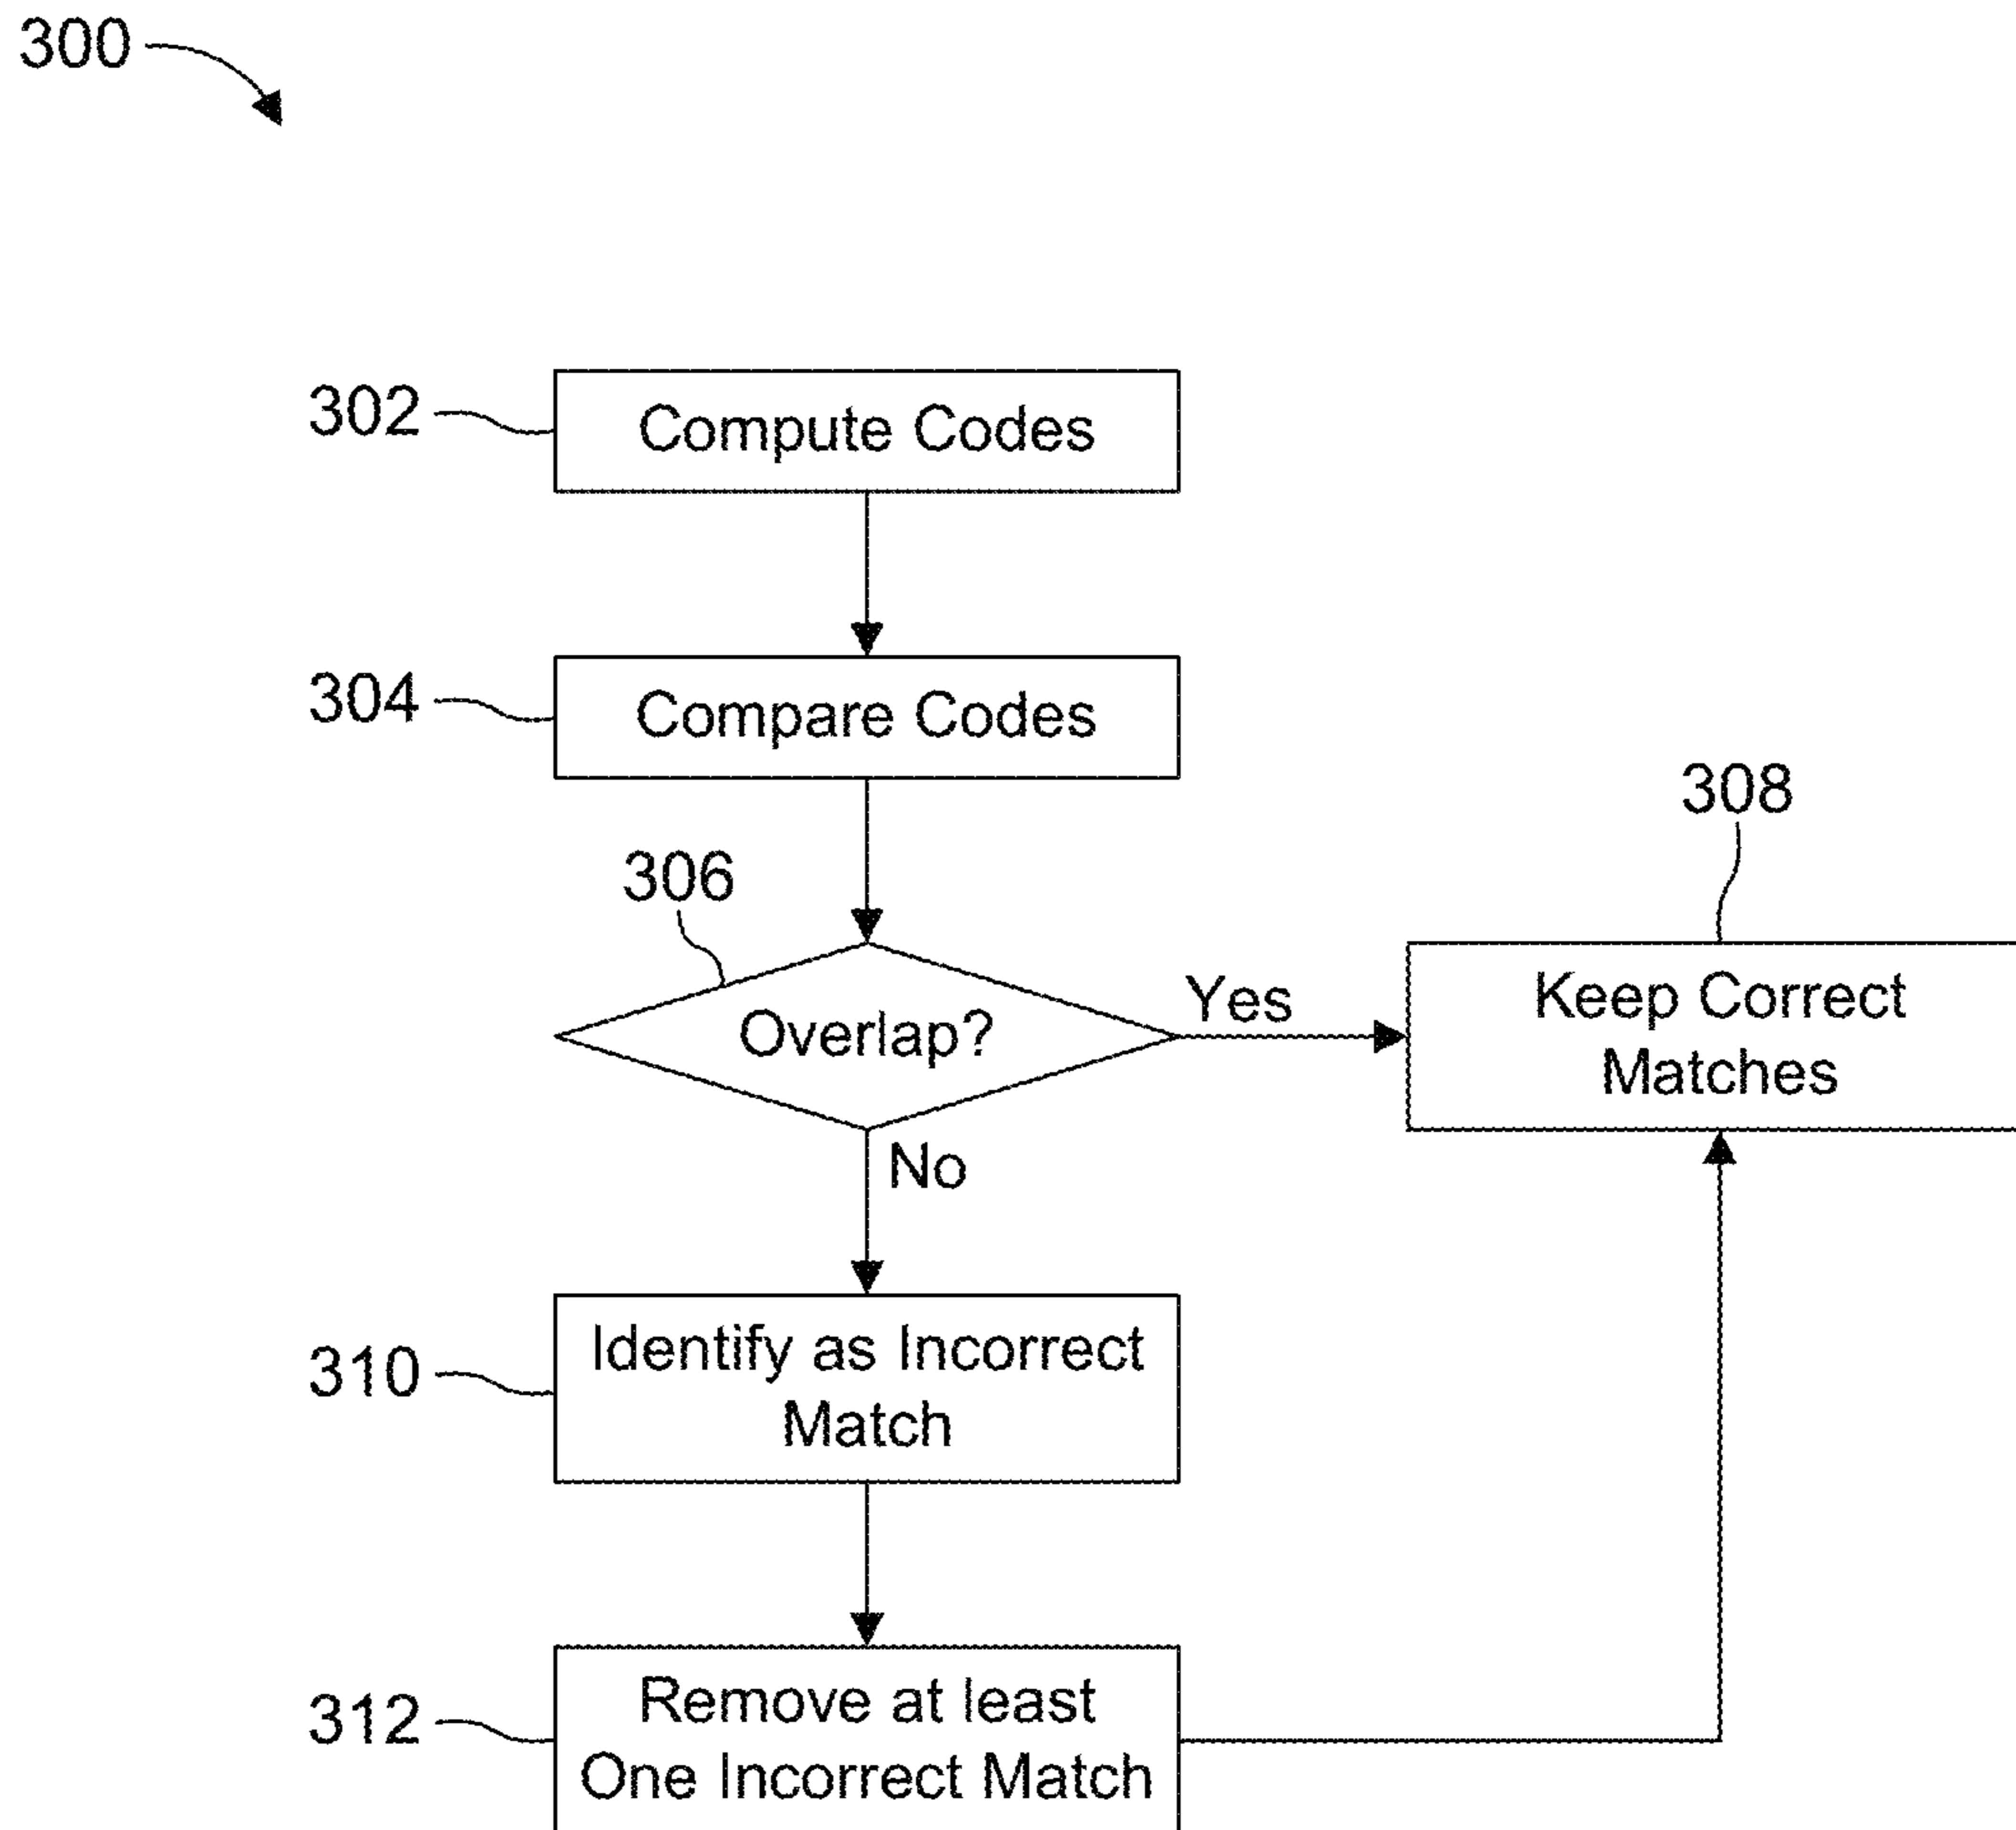 300
302
Compute Codes
304
Compare Codes
306
Overlap?
Yes
308
Keep Correct
Matches
No
310
Identify as Incorrect
Match
312
Remove at least
One Incorrect Match